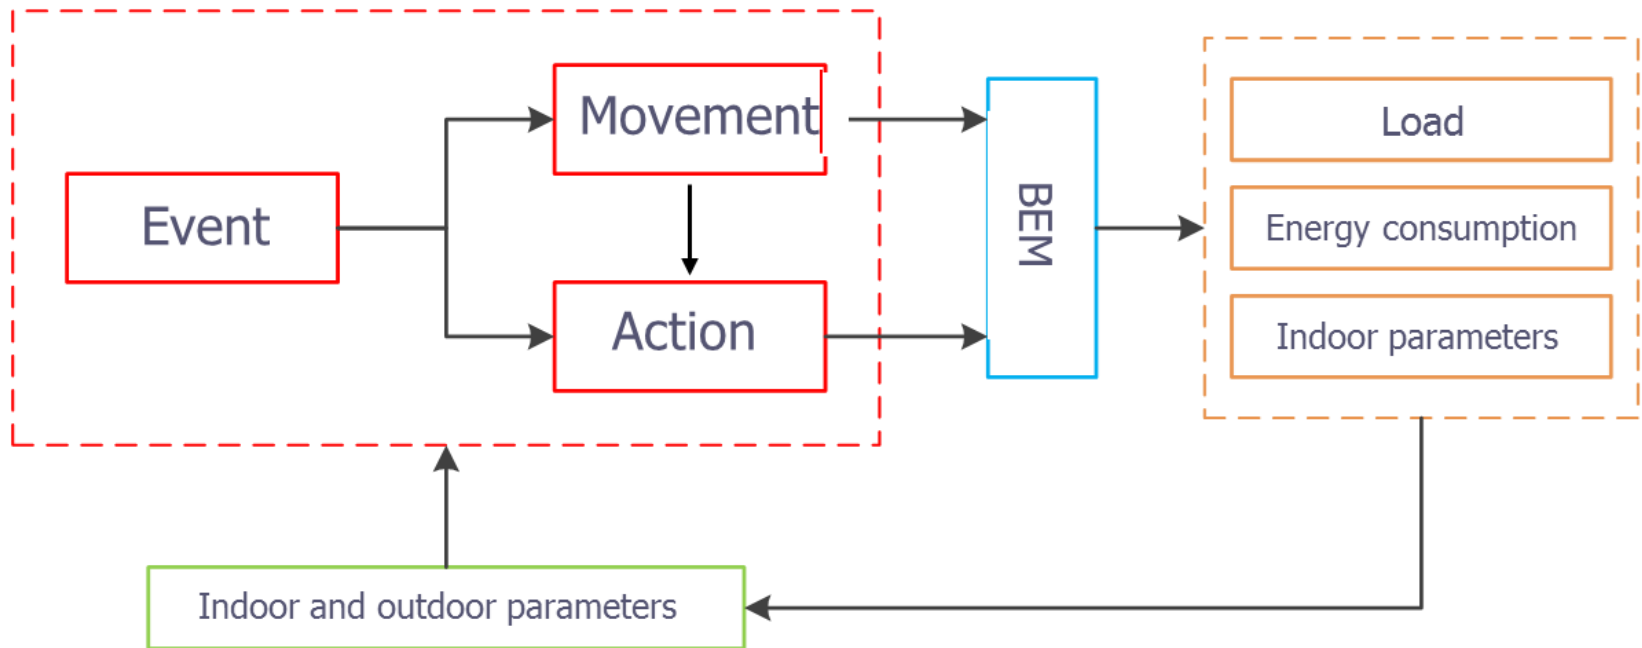 Event
Movement
Action
BEM
Load
Energy consumption
Indoor parameters
Indoor and outdoor parameters